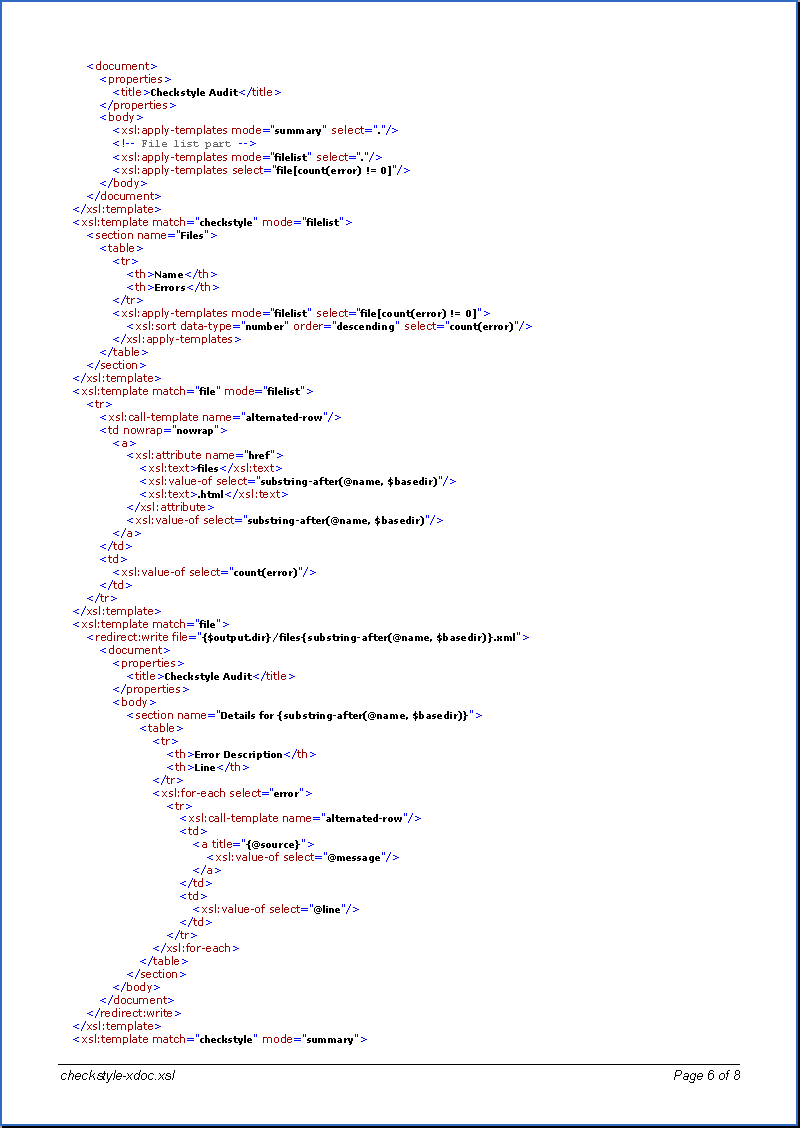 <document>
<properties>
<title>Checkstyle Audit</title>
</properties>
<body>
<xsl:apply-templates mode="summary" select="."/>
<!-- File list part -->
<xsl:apply-templates mode="filelist" select="."/>
<xsl:apply-templates select="file[count(error) != 0]"/>
</body>
</document>
</xsl:template>
<xsl:template match="checkstyle" mode="filelist">
<section name="Files">
<table>
<tr>
<th>Name</th>
<th>Errors</th>
</tr>
<xsl:apply-templates mode="filelist" select="file[count(error) != 0]">
<xsl:sort data-type="number" order="descending" select="count(error)"/>
</xsl:apply-templates>
</table>
</section>
</xsl:template>
<xsl:template match="file" mode="filelist">
<tr>
<xsl:call-template name="alternated-row"/>
<td nowrap="nowrap">
<a>
<xsl:attribute name="href">
<xsl:text>files</xsl:text>
<xsl:value-of select="substring-after(@name, $basedir)"/>
<xsl:text>.html</xsl:text>
</xsl:attribute>
<xsl:value-of select="substring-after(@name, $basedir)"/>
</a>
</td>
<td>
<xsl:value-of select="count(error)"/>
</td>
</tr>
</xsl:template>
<xsl:template match="file">
<redirect:write file="{$output.dir}/files{substring-after(@name, $basedir)}.xml">
<document>
<properties>
<title>Checkstyle Audit</title>
</properties>
<body>
<section name="Details for {substring-after(@name, $basedir)}">
<table>
<tr>
<th>Error Description</th>
<th>Line</th>
</tr>
<xsl:for-each select="error">
<tr>
<xsl:call-template name="alternated-row"/>
<td>
<a title="{@source}">
<xsl:value-of select="@message"/>
</a>
</td>
<td>
<xsl:value-of select="@line"/>
</td>
</tr>
</xsl:for-each>
</table>
</section>
</body>
</document>
</redirect:write>
</xsl:template>
<xsl:template match="checkstyle" mode="summary">
checkstyle-xdoc.xsl
Page 6 of 8